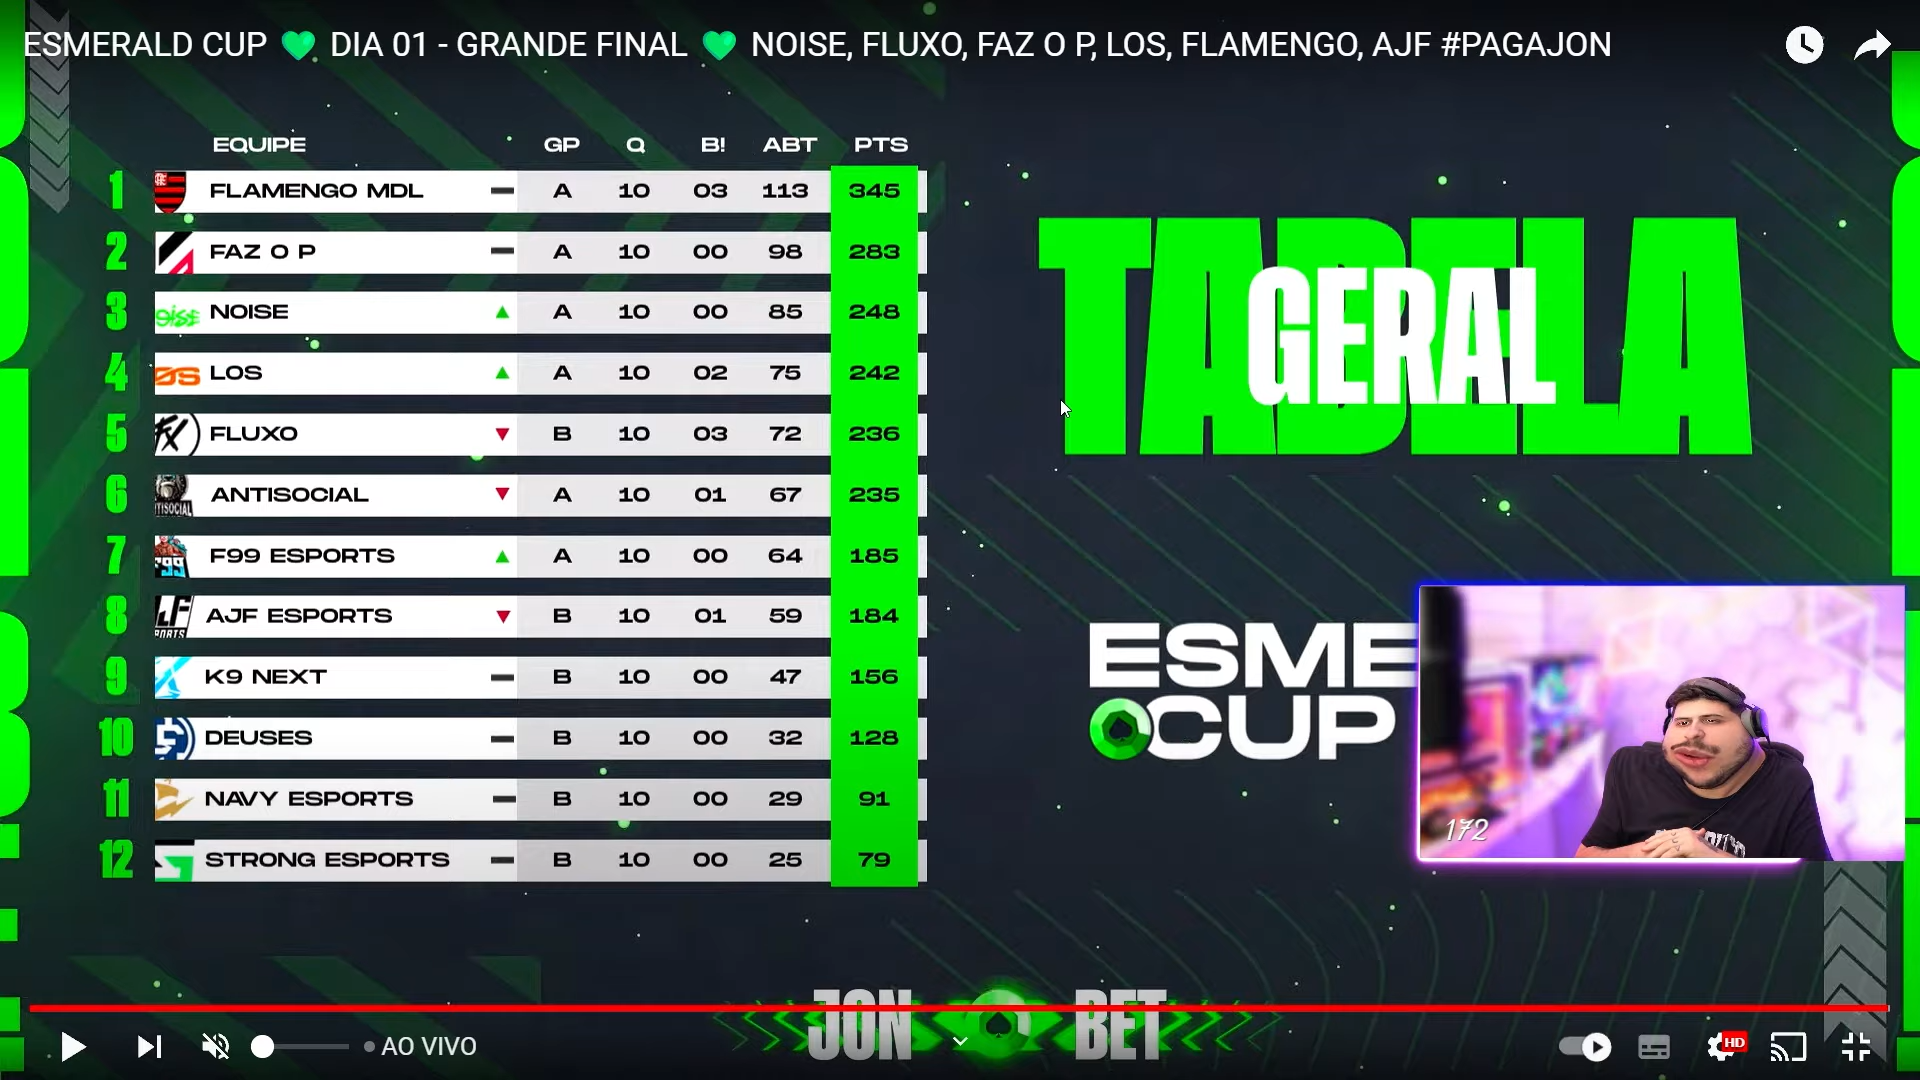 ESMERALD CUP 💚 DIA 01 - GRANDE FINAL 💚 NOISE, FLUXO, FAZ O P, LOS, FLAMENGO, AJF #PAGAJON
EQUIPE GP Q B! ABT PTS
1 FLAMENGO MDL A 10 03 113 345
2 FAZ O P A 10 00 98 283
3 NOISE A 10 00 85 248
4 LOS A 10 02 75 242
5 FLUXO B 10 03 72 236
6 ANTISOCIAL A 10 01 67 235
7 F99 ESPORTS A 10 00 64 185
8 AJF ESPORTS B 10 01 59 184
9 K9 NEXT B 10 00 47 156
10 DEUSES B 10 00 32 128
11 NAVY ESPORTS B 10 00 29 91
12 STRONG ESPORTS B 10 00 25 79
TABELA
GERAL
ESME
CUP
172
JON BET
AO VIVO
HD